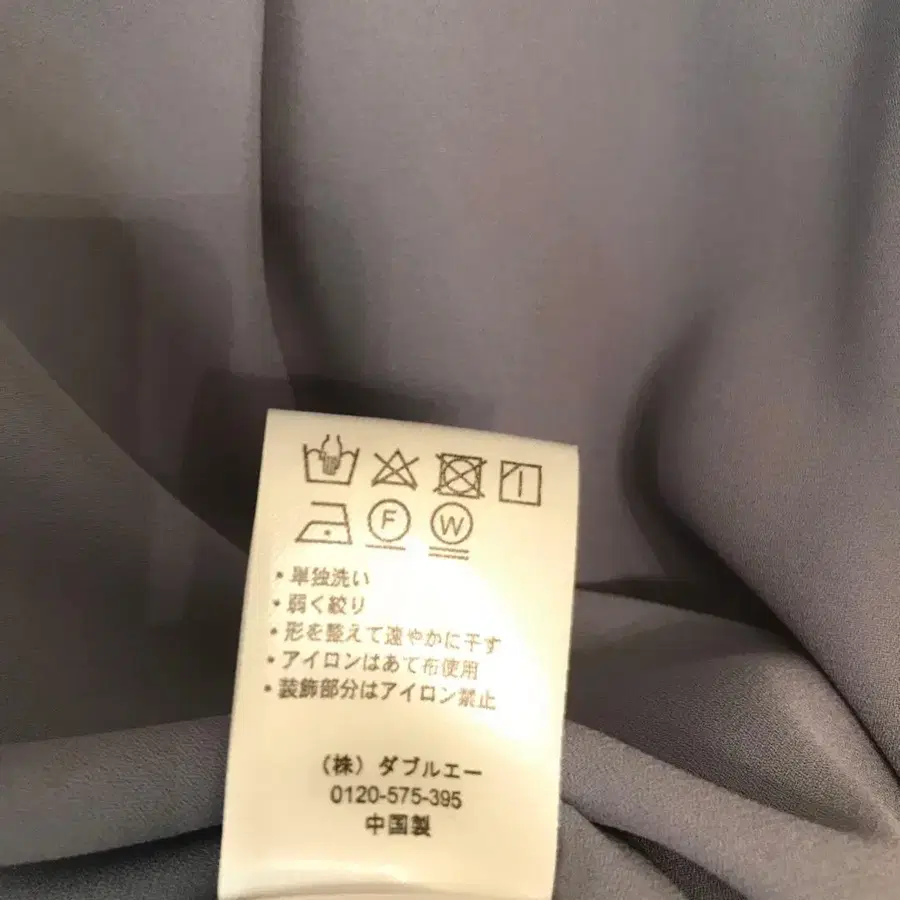 F W
・単独洗い
・弱く絞り
・形を整えて速やかに干す
・アイロンはあて布使用
・装飾部分はアイロン禁止
（株）ダブルエー
0120-575-395
中国製